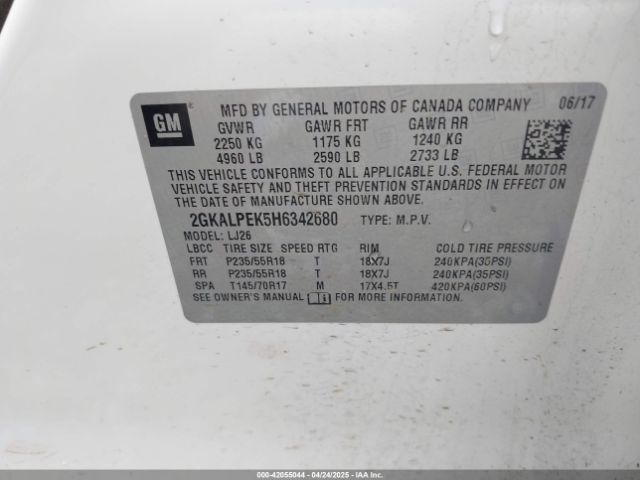 GM
MFD BY GENERAL MOTORS OF CANADA COMPANY 06/17
GVWR GAWR FRT GAWR RR
2250 KG 1175 KG 1240 KG
4960 LB 2590 LB 2733 LB
THIS VEHICLE CONFORMS TO ALL APPLICABLE U.S. FEDERAL MOTOR
VEHICLE SAFETY AND THEFT PREVENTION STANDARDS IN EFFECT ON
THE DATE OF MANUFACTURE SHOWN ABOVE.
2GKALPEK5H6342680 TYPE: M.P.V.
MODEL: LJ26
LBCC TIRE SIZE SPEED RTG RIM COLD TIRE PRESSURE
FRT P235/55R18 T 18X7J 240KPA(35PSI)
RR P235/55R18 T 18X7J 240KPA(35PSI)
SPA T145/70R17 M 17X4.5T 420KPA(60PSI)
SEE OWNER'S MANUAL FOR MORE INFORMATION
000-42055044 - 04/24/2025 - IAAI.COM